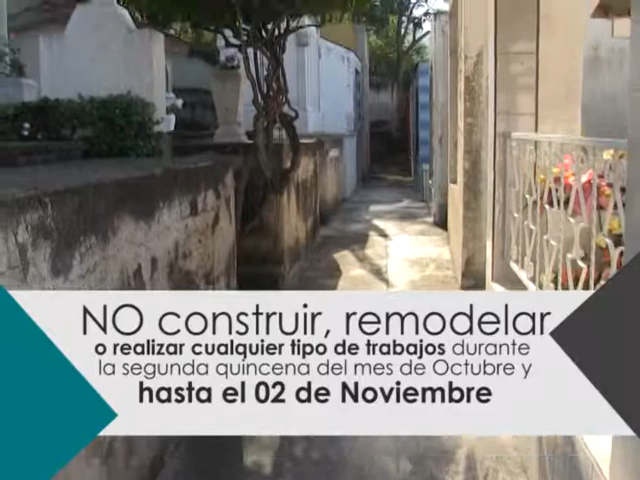 NO construir, remodelar
o realizar cualquier tipo de trabajos durante
la segunda quincena del mes de Octubre y
hasta el 02 de Noviembre